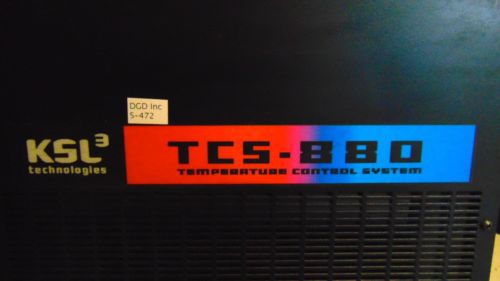 DGD Inc
S-472
KSL³
technologies
TCS-880
TEMPERATURE CONTROL SYSTEM